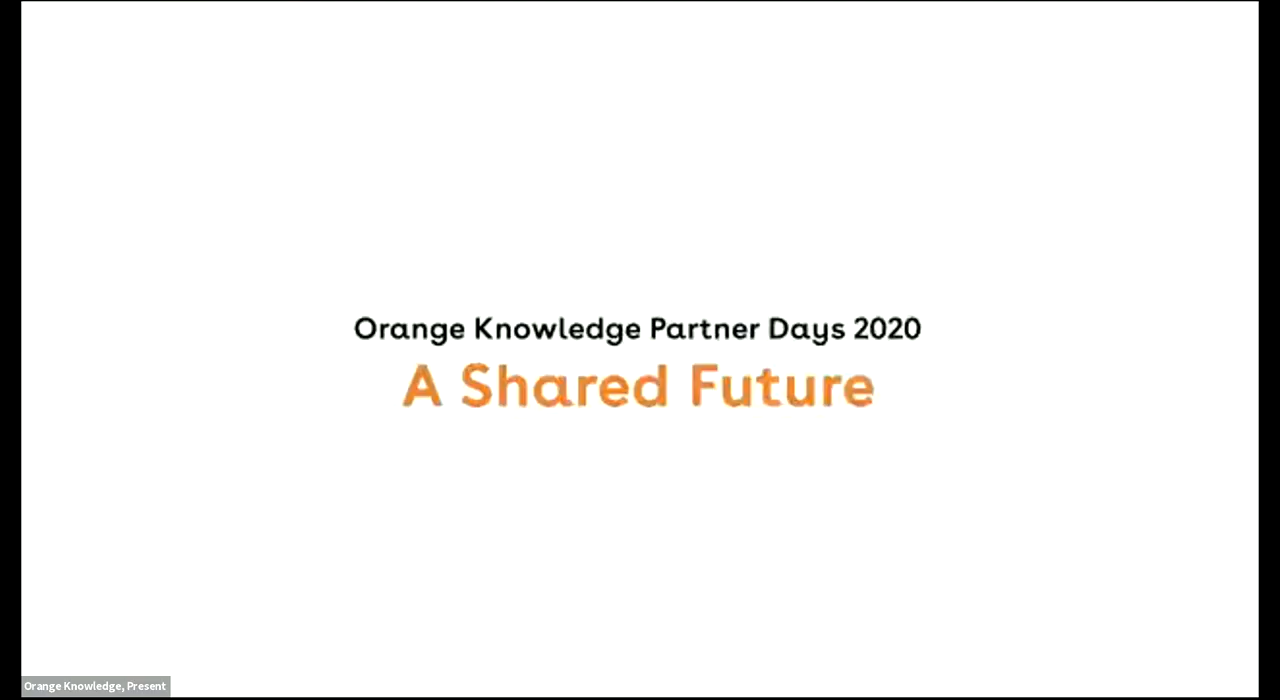 Orange Knowledge Partner Days 2020
A Shared Future
Orange Knowledge, Present